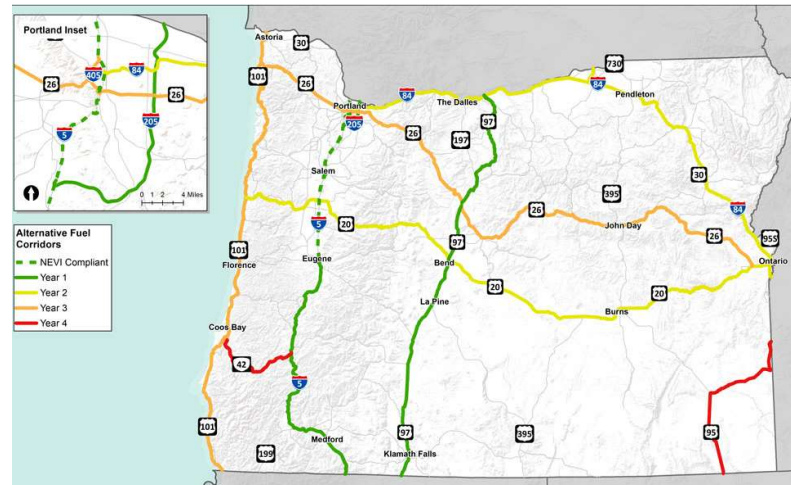 Portland Inset
84
405
26
26
205
5
0 1 2 4 Miles
Alternative Fuel
Corridors
NEVI Compliant
Year 1
Year 2
Year 3
Year 4
Astoria
30
730
101
26
84
84
Portland
The Dalles
Pendleton
205
97
26
197
Salem
30
395
84
20
26
John Day
5
26
955
101
97
Florence
Eugene
Bend
Ontario
20
20
La Pine
Burns
Coos Bay
42
5
101
97
395
95
Medford
199
Klamath Falls